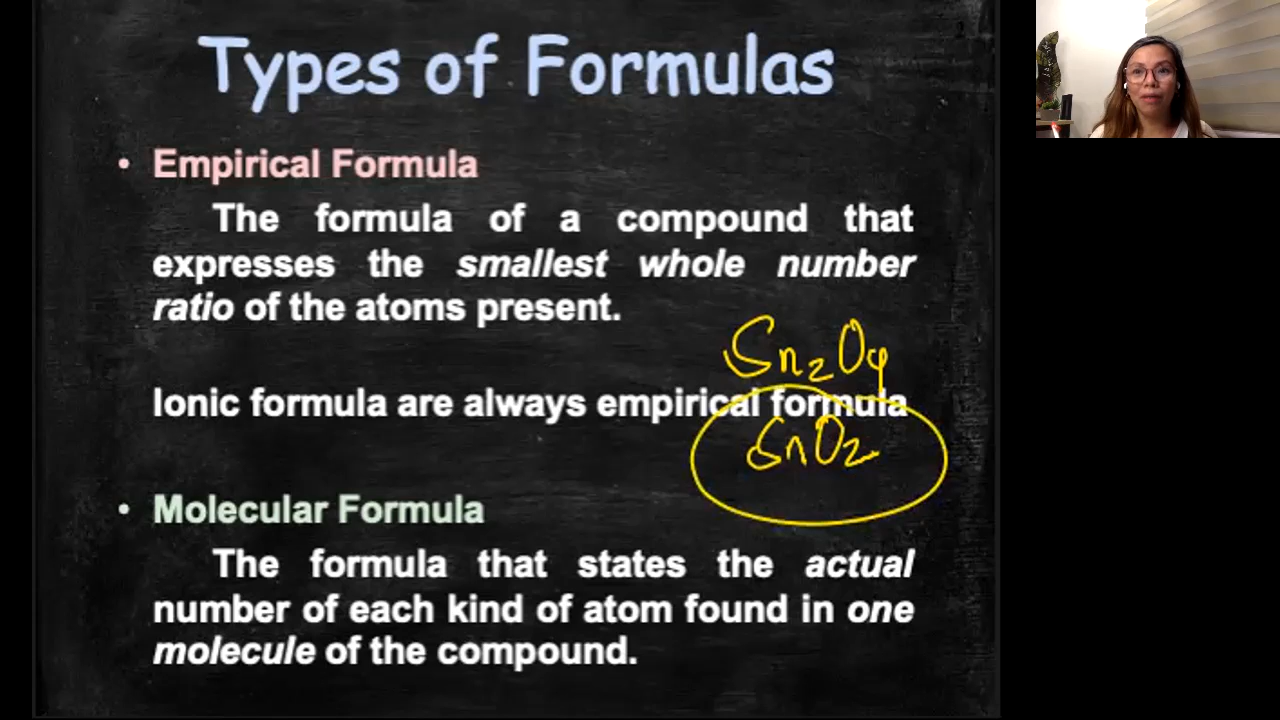 Types of Formulas
• Empirical Formula
The formula of a compound that
expresses the smallest whole number
ratio of the atoms present.
Sn₂O₄
Ionic formula are always empirical formula
SnO₂
• Molecular Formula
The formula that states the actual
number of each kind of atom found in one
molecule of the compound.